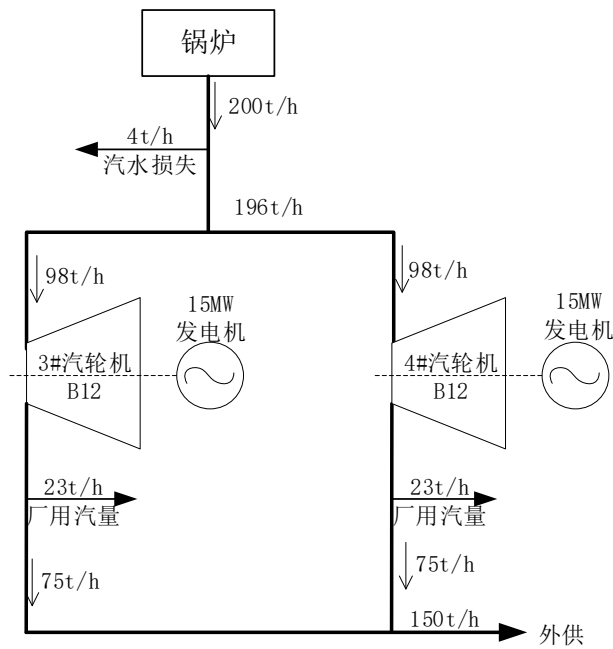 锅炉
200t/h
4t/h
汽水损失
196t/h
98t/h
98t/h
15MW
发电机
15MW
发电机
3#汽轮机
B12
4#汽轮机
B12
23t/h
厂用汽量
23t/h
厂用汽量
75t/h
75t/h
150t/h
外供